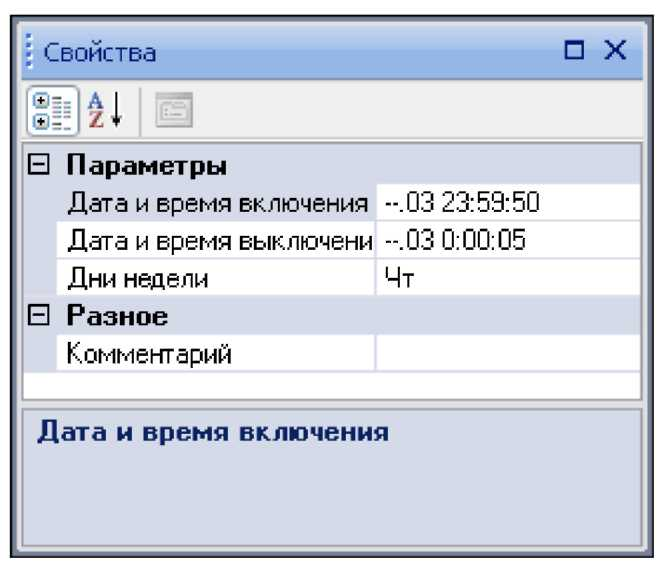 Свойства
Параметры
Дата и время включения --.03 23:59:50
Дата и время выключени --.03 0:00:05
Дни недели Чт
Разное
Комментарий
Дата и время включения